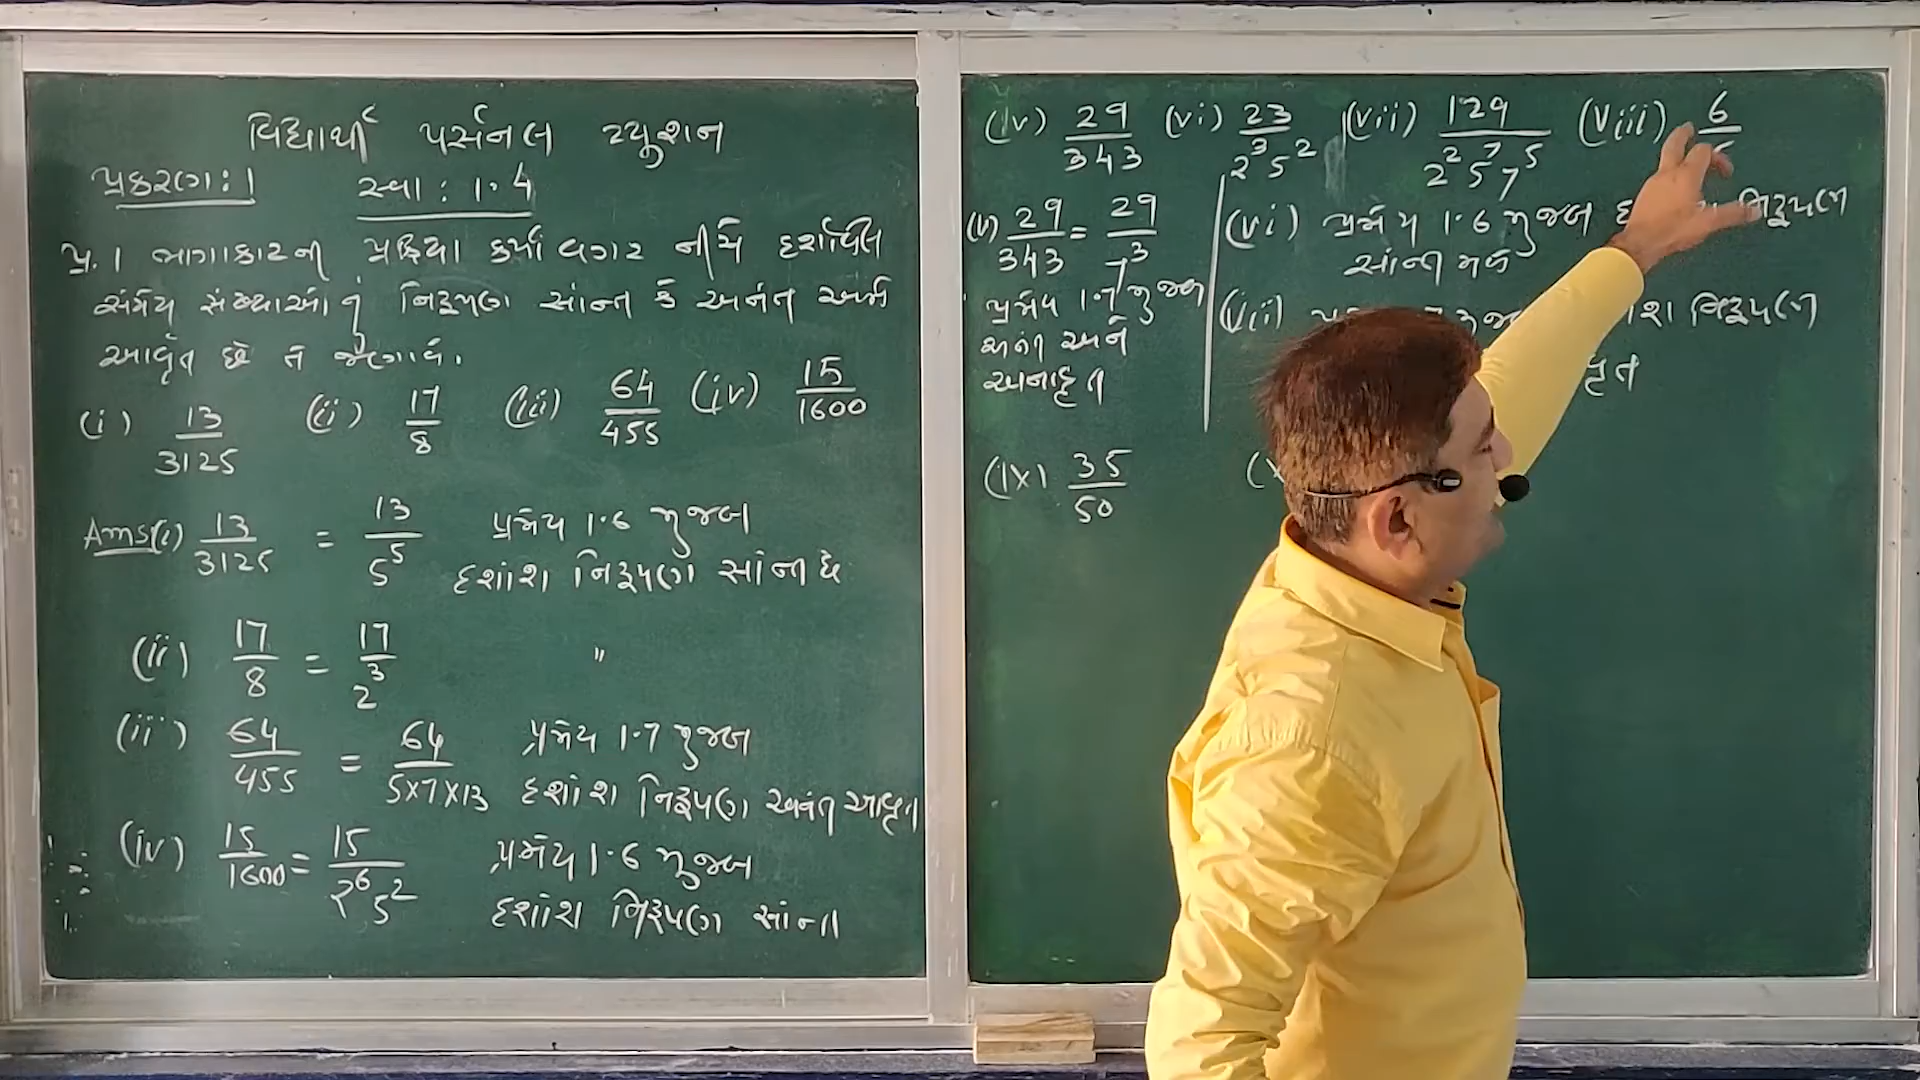 વિદ્યાર્થી પર્સનલ ટ્યુશન
પ્રકરણ : 1 સ્વા : 1.4
પ્ર. 1 ભાગાકારની પ્રક્રિયા કર્યા વગર નીચે દર્શાવેલ
સંમેય સંખ્યાઓનું નિરૂપણ સાંન્ત કે અનંત અને
આવૃત છે તે જણાવો.
(i) 13/3125 (ii) 17/8 (iii) 64/455 (iv) 15/1600
Ans (i) 13/3125 = 13/5^5 પ્રમેય 1.6 મુજબ
દશાંશ નિરૂપણ સાંન્ત છે
(ii) 17/8 = 17/2^3 "
(iii) 64/455 = 64/5×7×13 પ્રમેય 1.7 મુજબ
દશાંશ નિરૂપણ અનંત આવૃત
(iv) 15/1600 = 15/2^6 5^2 પ્રમેય 1.6 મુજબ
દશાંશ નિરૂપણ સાંન્ત
(iv) 29/343 (vi) 23/2^3 5^2 (vii) 129/2^2 5^7 7^5 (viii) 6/
(v) 29/343 = 29/7^3
પ્રમેય 1.7 મુજબ
અનંત અને
અનાવૃત
(vi) પ્રમેય 1.6 મુજબ નિરૂપણ
સાંન્ત મળે
(vii) નિરૂપણ
(ix) 35/50